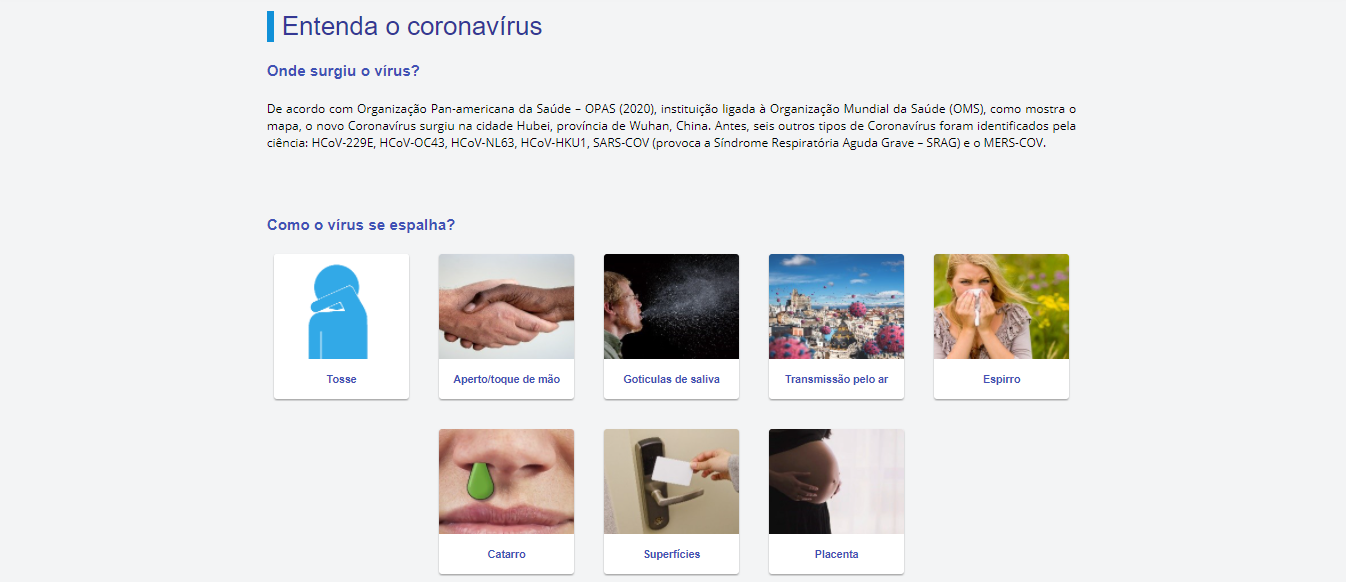 Entenda o coronavírus
Onde surgiu o vírus?
De acordo com Organização Pan-americana da Saúde – OPAS (2020), instituição ligada à Organização Mundial da Saúde (OMS), como mostra o
mapa, o novo Coronavírus surgiu na cidade Hubei, província de Wuhan, China. Antes, seis outros tipos de Coronavírus foram identificados pela
ciência: HCoV-229E, HCoV-OC43, HCoV-NL63, HCoV-HKU1, SARS-COV (provoca a Síndrome Respiratória Aguda Grave – SRAG) e o MERS-COV.
Como o vírus se espalha?
Tosse
Aperto/toque de mão
Goticulas de saliva
Transmissão pelo ar
Espirro
Catarro
Superfícies
Placenta